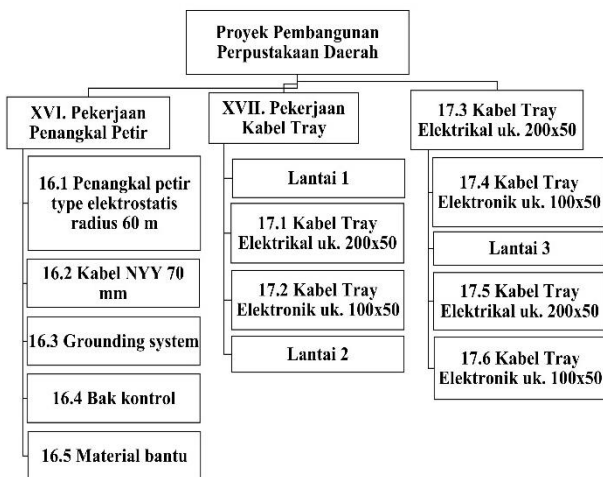 Proyek Pembangunan
Perpustakaan Daerah
XVI. Pekerjaan
Penangkal Petir
16.1 Penangkal petir
type elektrostatis
radius 60 m
16.2 Kabel NYY 70
mm
16.3 Grounding system
16.4 Bak kontrol
16.5 Material bantu
XVII. Pekerjaan
Kabel Tray
Lantai 1
17.1 Kabel Tray
Elektrikal uk. 200x50
17.2 Kabel Tray
Elektronik uk. 100x50
Lantai 2
17.3 Kabel Tray
Elektrikal uk. 200x50
17.4 Kabel Tray
Elektronik uk. 100x50
Lantai 3
17.5 Kabel Tray
Elektrikal uk. 200x50
17.6 Kabel Tray
Elektronik uk. 100x50